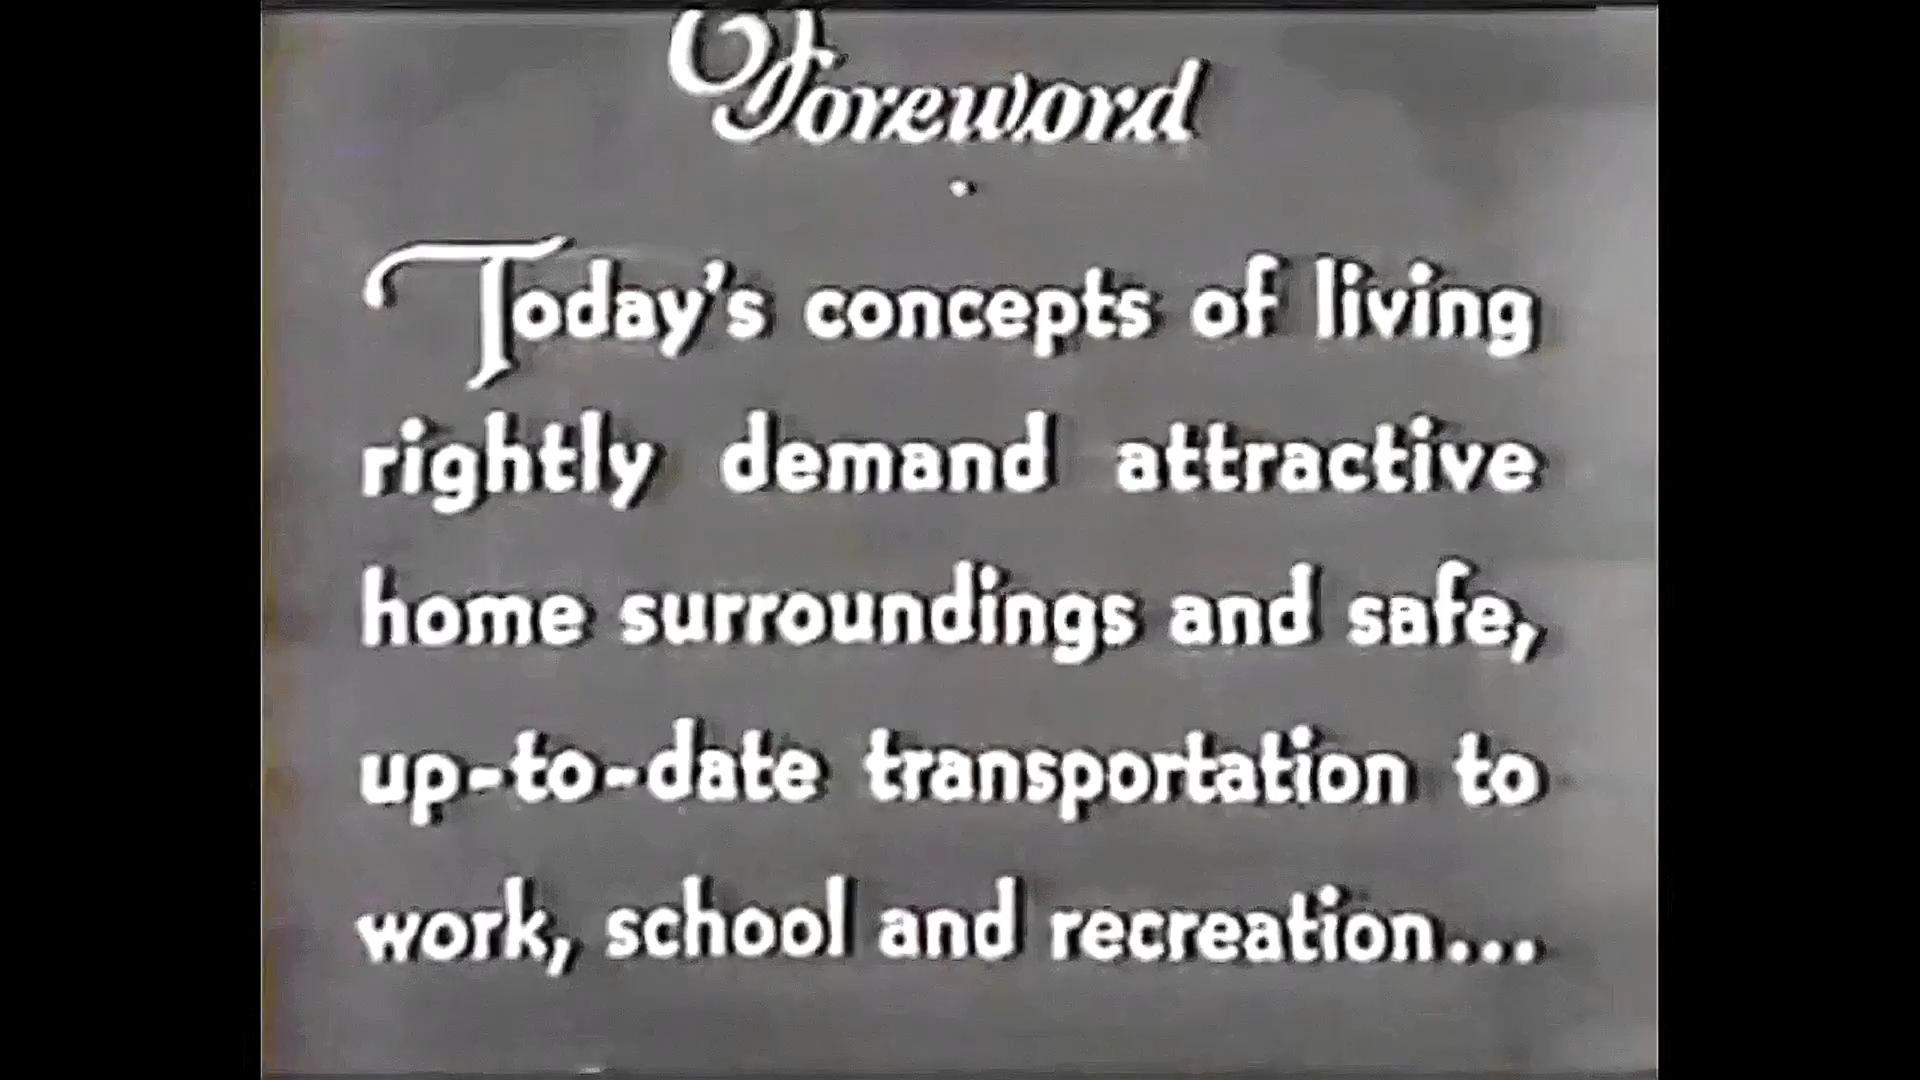 Foreword
Today's concepts of living
rightly demand attractive
home surroundings and safe,
up-to-date transportation to
work, school and recreation...